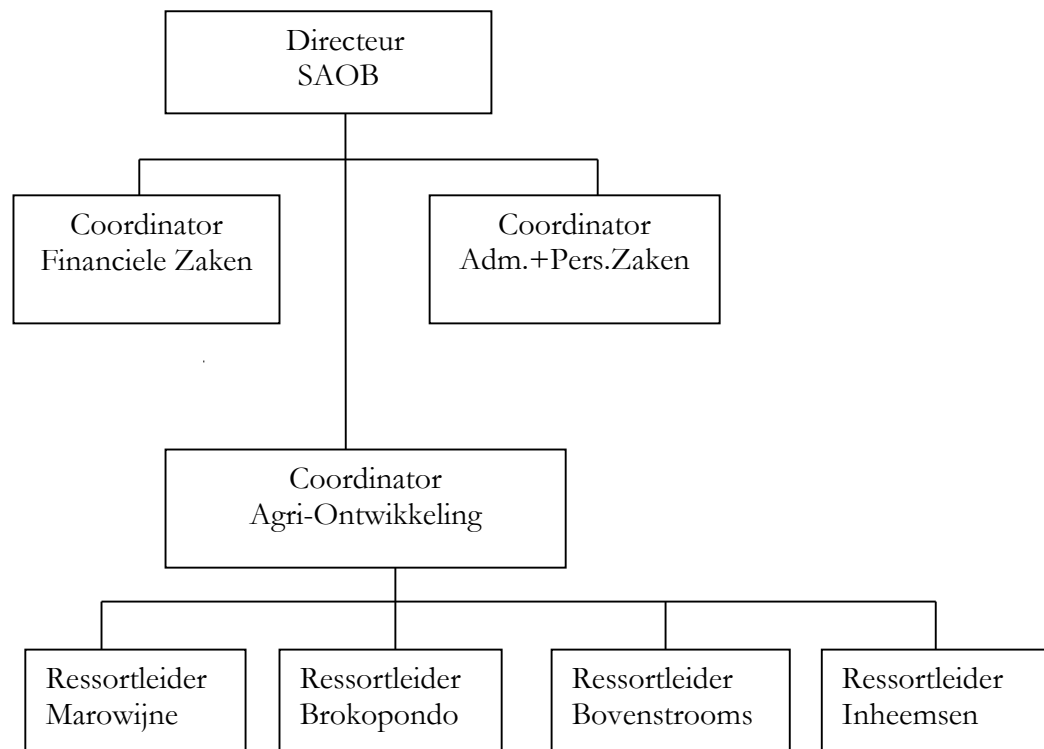 Directeur
SAOB
Coordinator
Financiele Zaken
Coordinator
Adm.+Pers.Zaken
Coordinator
Agri-Ontwikkeling
Ressortleider
Marowijne
Ressortleider
Brokopondo
Ressortleider
Bovenstrooms
Ressortleider
Inheemsen